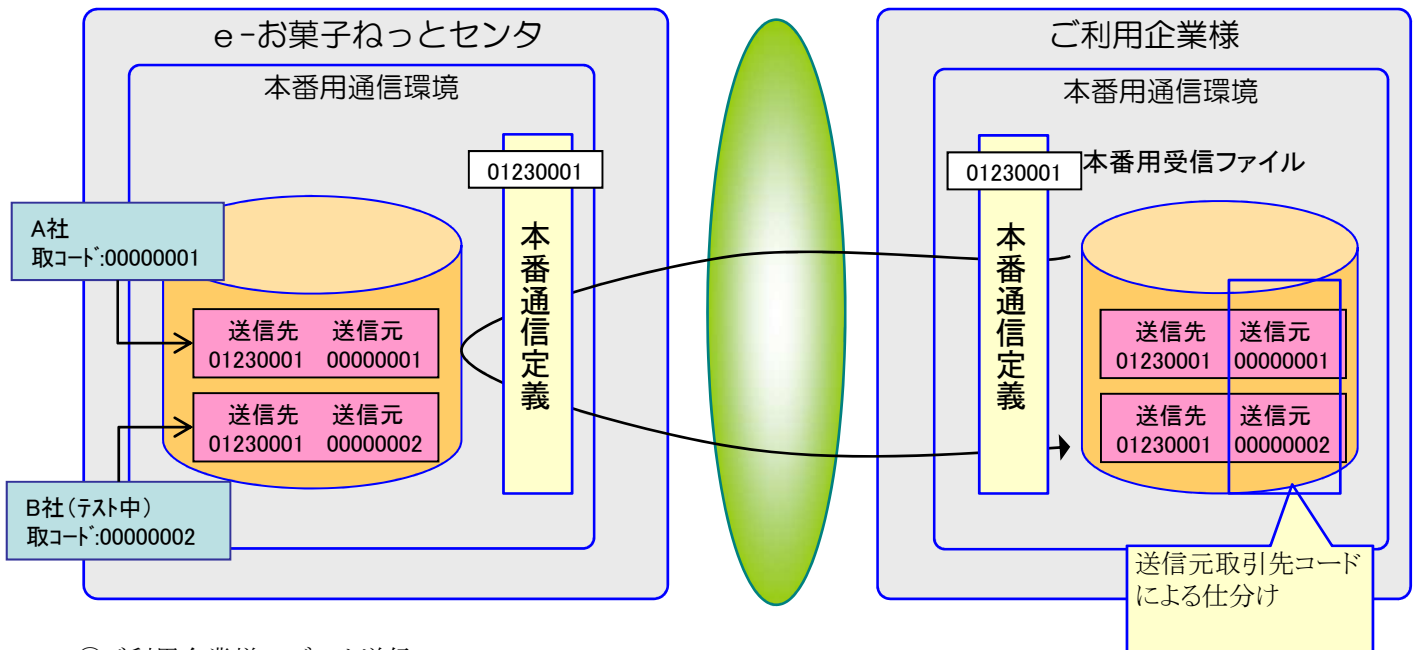 e-お菓子ねっとセンタ
本番用通信環境
01230001
A社
取コード:00000001
送信先 送信元
01230001 00000001
送信先 送信元
01230001 00000002
B社(テスト中)
取コード:00000002
本番通信定義
ご利用企業様
本番用通信環境
01230001
本番用受信ファイル
本番通信定義
送信先 送信元
01230001 00000001
送信先 送信元
01230001 00000002
送信元取引先コード
による仕分け